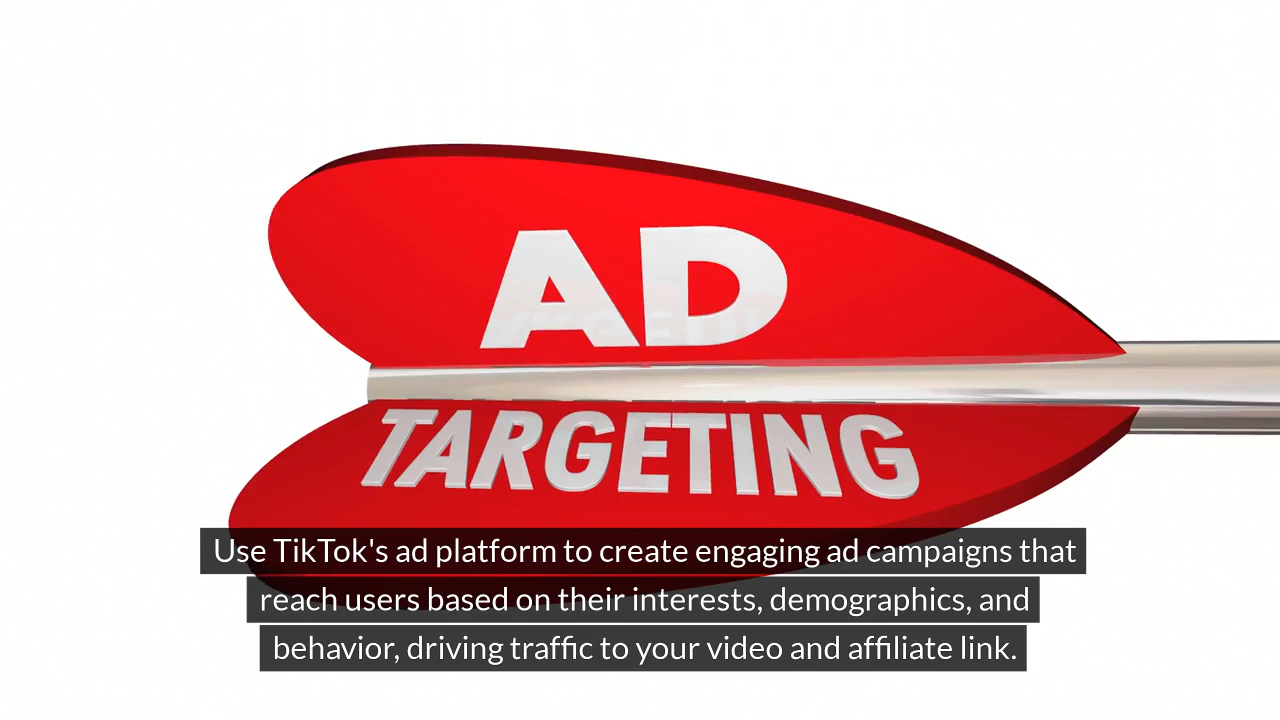 AD
TARGETING
Use TikTok's ad platform to create engaging ad campaigns that
reach users based on their interests, demographics, and
behavior, driving traffic to your video and affiliate link.